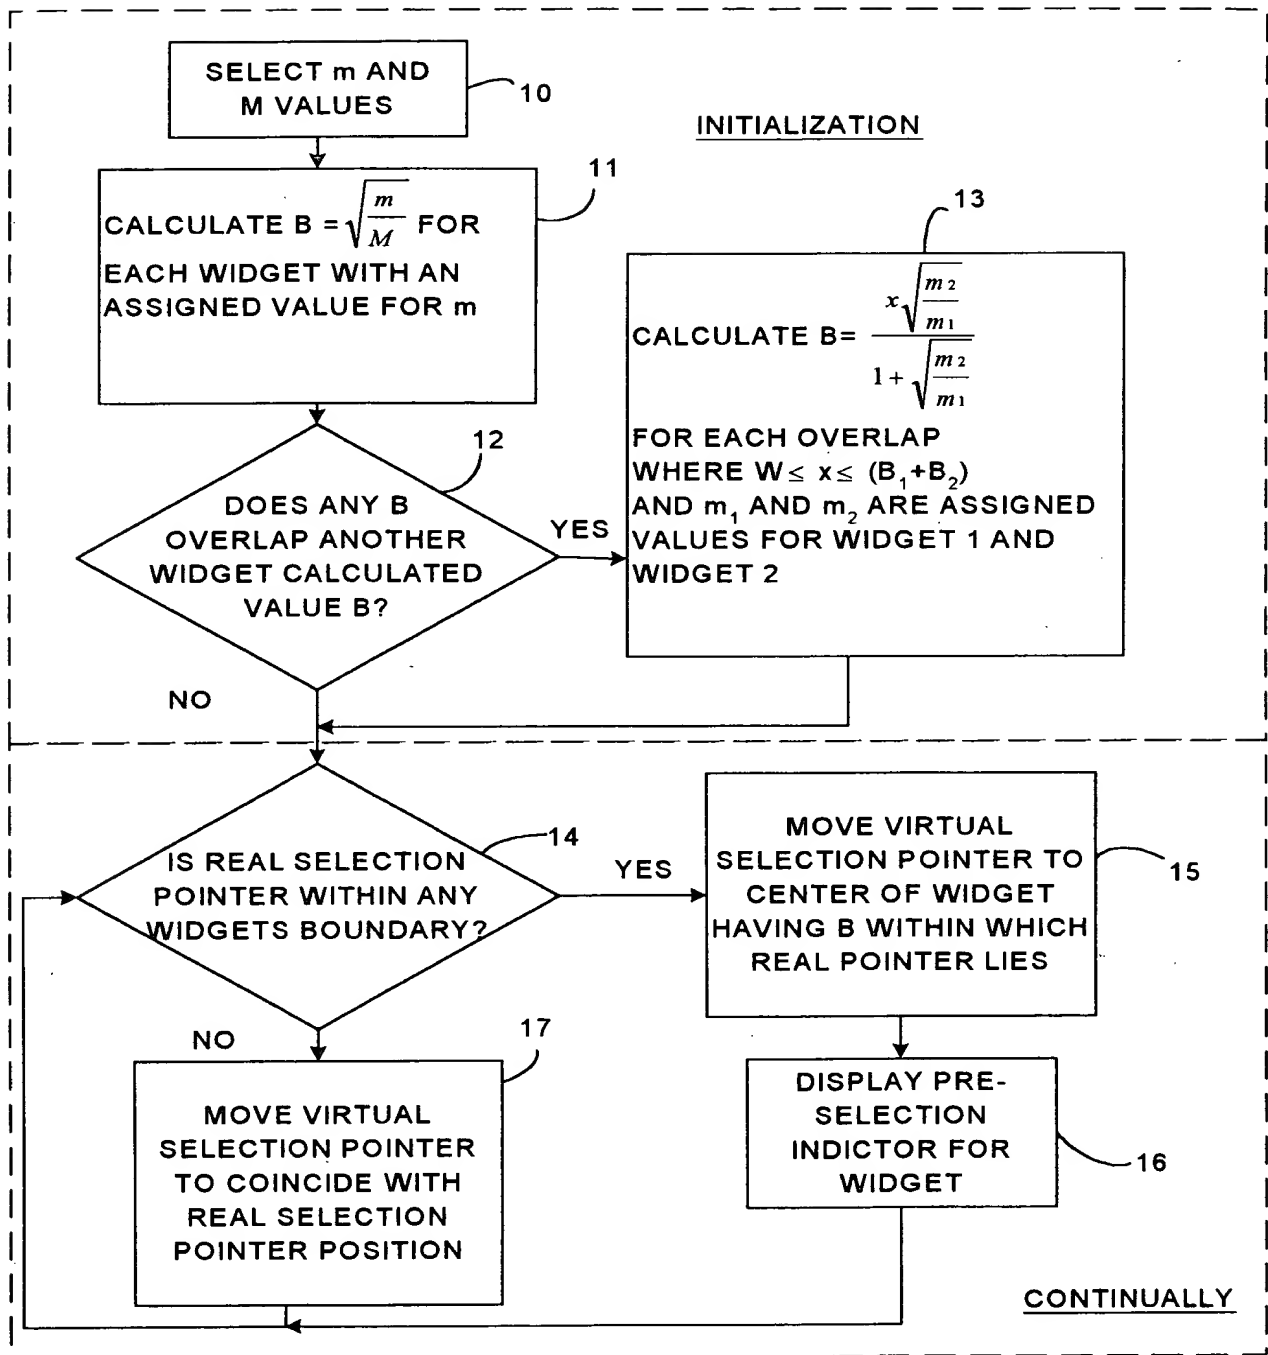 SELECT m AND
M VALUES
10
INITIALIZATION
11
CALCULATE B = √(m/M) FOR
EACH WIDGET WITH AN
ASSIGNED VALUE FOR m
13
CALCULATE B= x√(m2/m1) / (1 + √(m2/m1))
FOR EACH OVERLAP
WHERE W ≤ x ≤ (B1+B2)
AND m1 AND m2 ARE ASSIGNED
VALUES FOR WIDGET 1 AND
WIDGET 2
12
DOES ANY B
OVERLAP ANOTHER
WIDGET CALCULATED
VALUE B?
YES
NO
14
IS REAL SELECTION
POINTER WITHIN ANY
WIDGETS BOUNDARY?
YES
MOVE VIRTUAL
SELECTION POINTER TO
CENTER OF WIDGET
HAVING B WITHIN WHICH
REAL POINTER LIES
15
NO
17
MOVE VIRTUAL
SELECTION POINTER
TO COINCIDE WITH
REAL SELECTION
POINTER POSITION
DISPLAY PRE-
SELECTION
INDICTOR FOR
WIDGET
16
CONTINUALLY